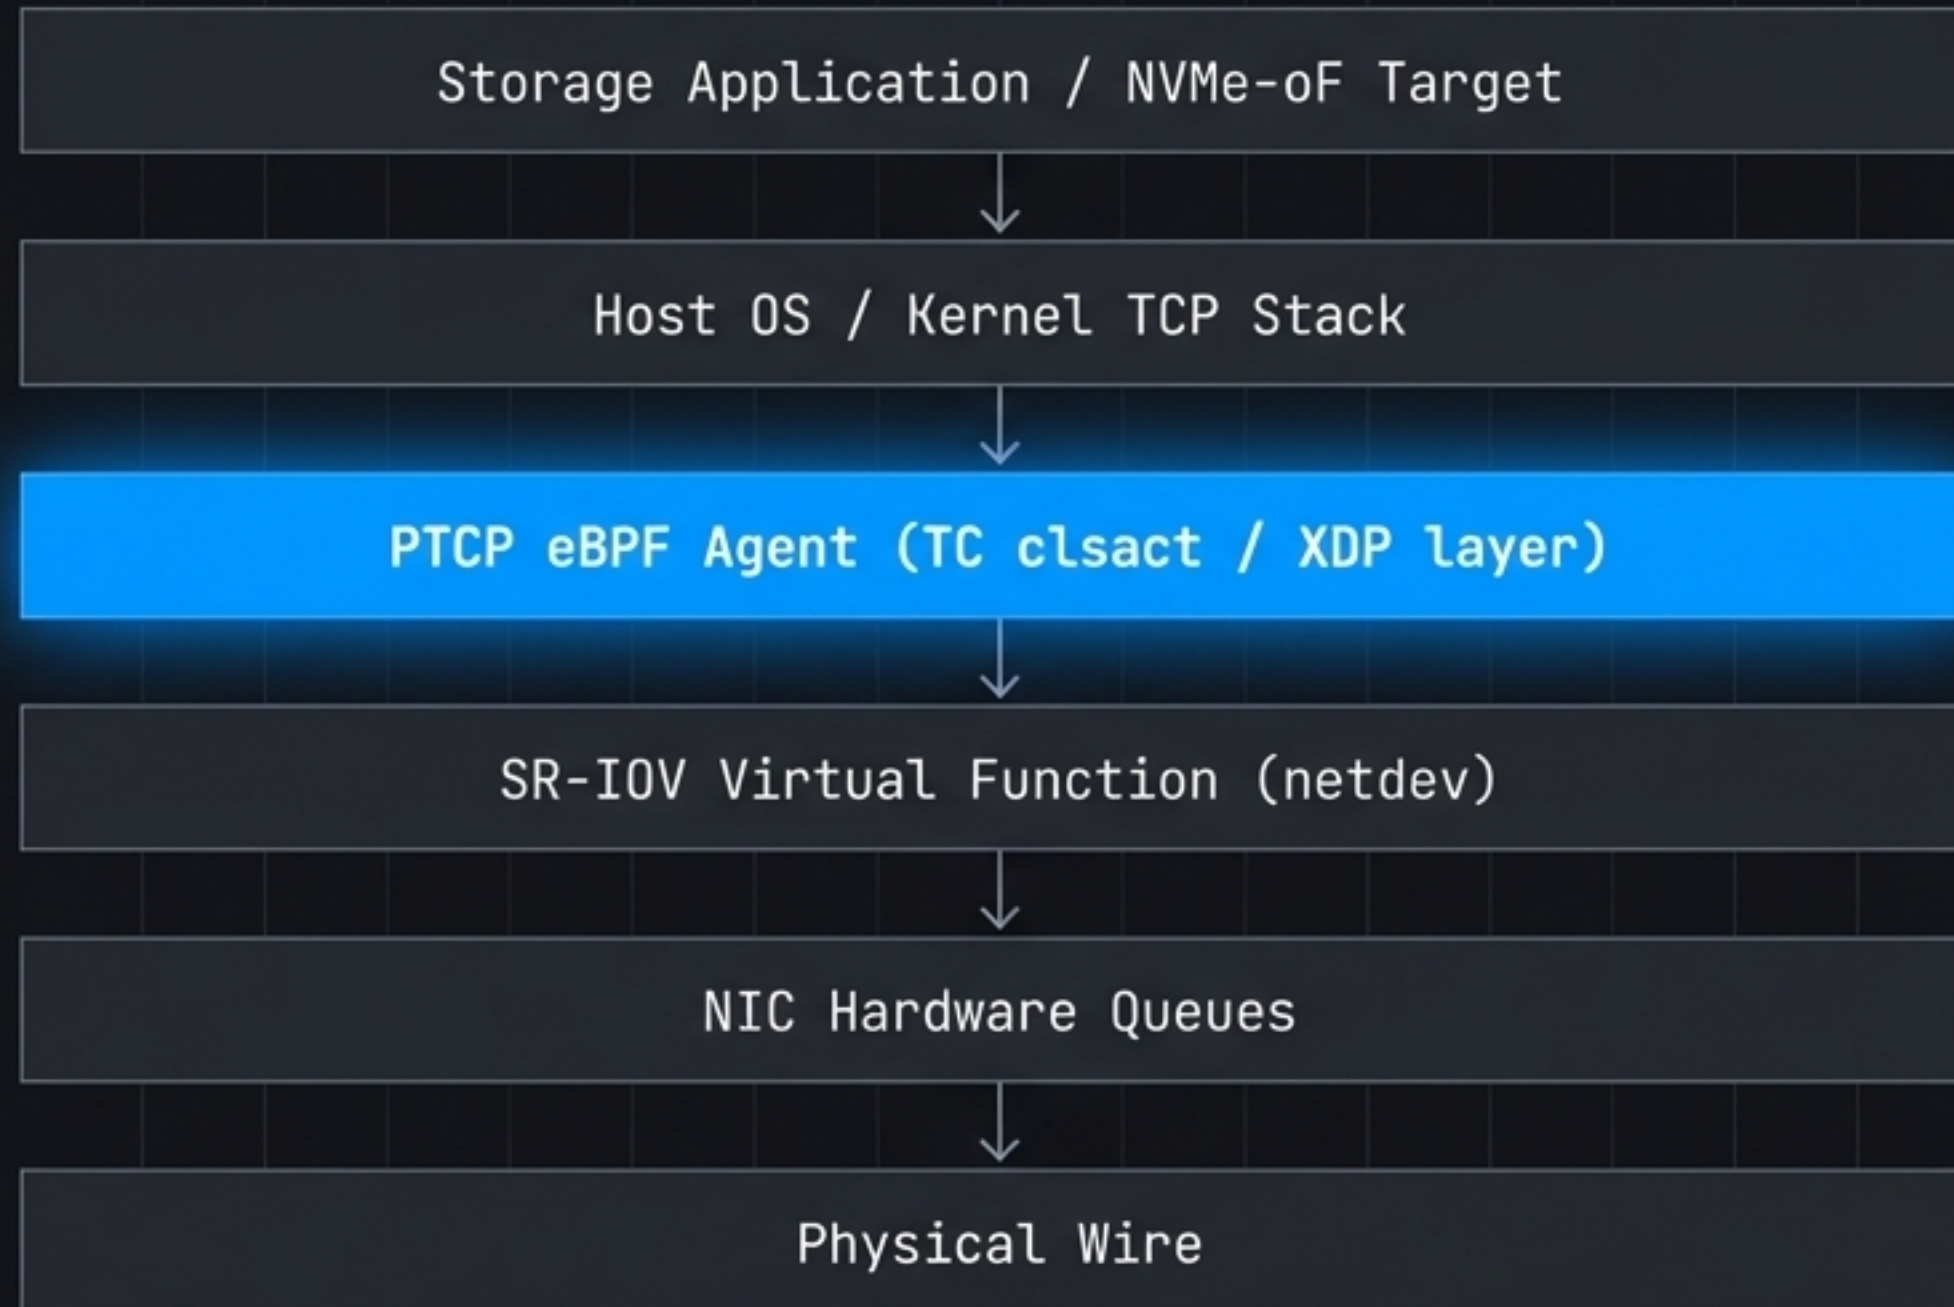 Storage Application / NVMe-oF Target
Host OS / Kernel TCP Stack
PTCP eBPF Agent (TC clsact / XDP layer)
SR-IOV Virtual Function (netdev)
NIC Hardware Queues
Physical Wire